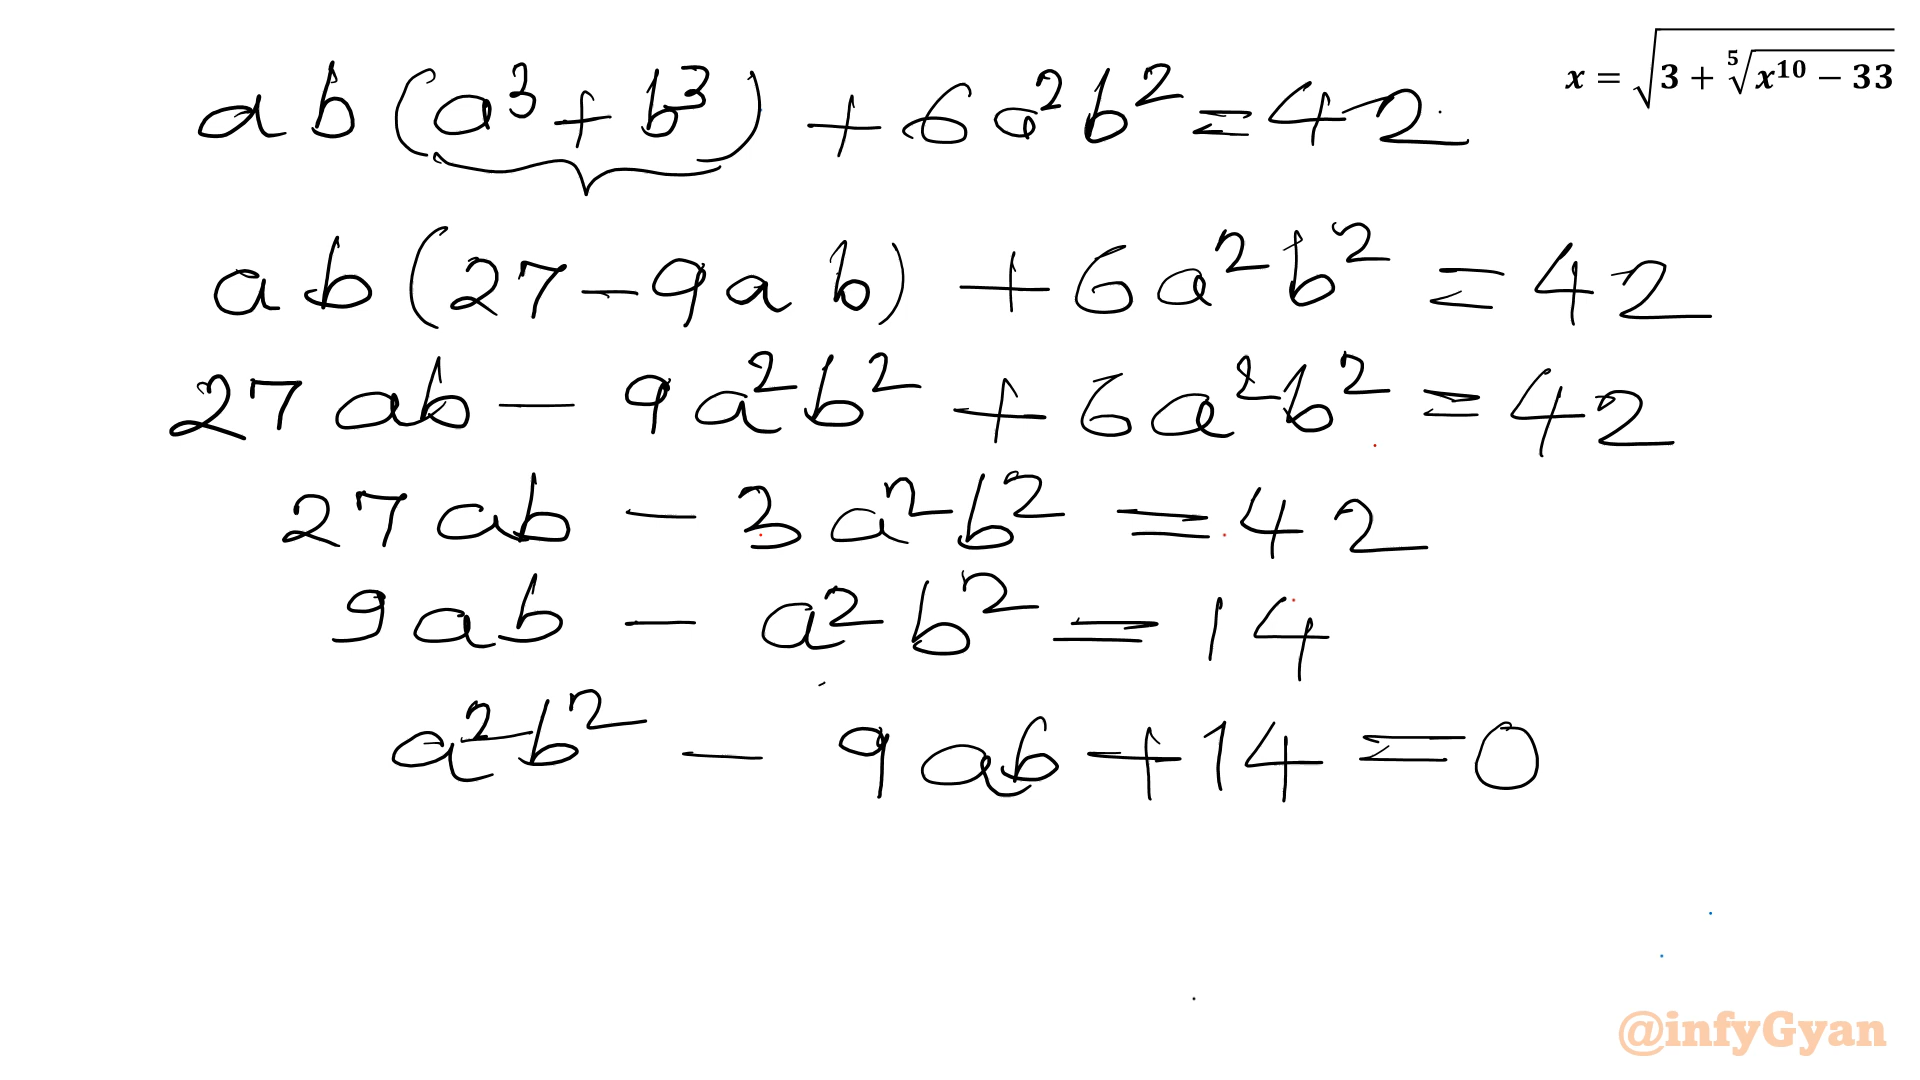 x = √(3 + ⁵√(x¹⁰ − 33))
ab(a³ + b³) + 6a²b² = 42
ab(27 − 9ab) + 6a²b² = 42
27ab − 9a²b² + 6a²b² = 42
27ab − 3a²b² = 42
9ab − a²b² = 14
a²b² − 9ab + 14 = 0
@infyGyan